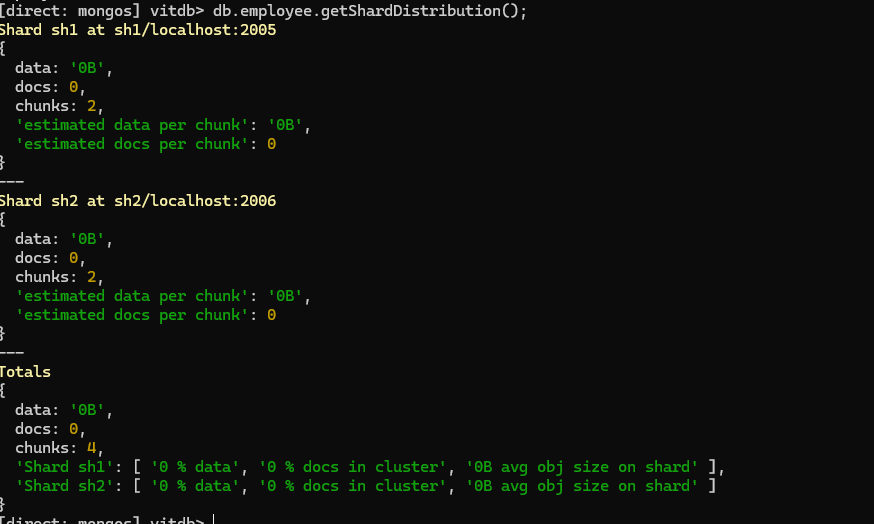 [direct: mongos] vitdb> db.employee.getShardDistribution();
Shard sh1 at sh1/localhost:2005
{
  data: '0B',
  docs: 0,
  chunks: 2,
  'estimated data per chunk': '0B',
  'estimated docs per chunk': 0
}
---
Shard sh2 at sh2/localhost:2006
{
  data: '0B',
  docs: 0,
  chunks: 2,
  'estimated data per chunk': '0B',
  'estimated docs per chunk': 0
}
---
Totals
{
  data: '0B',
  docs: 0,
  chunks: 4,
  'Shard sh1': [ '0 % data', '0 % docs in cluster', '0B avg obj size on shard' ],
  'Shard sh2': [ '0 % data', '0 % docs in cluster', '0B avg obj size on shard' ]
}
[direct: mongos] vitdb>